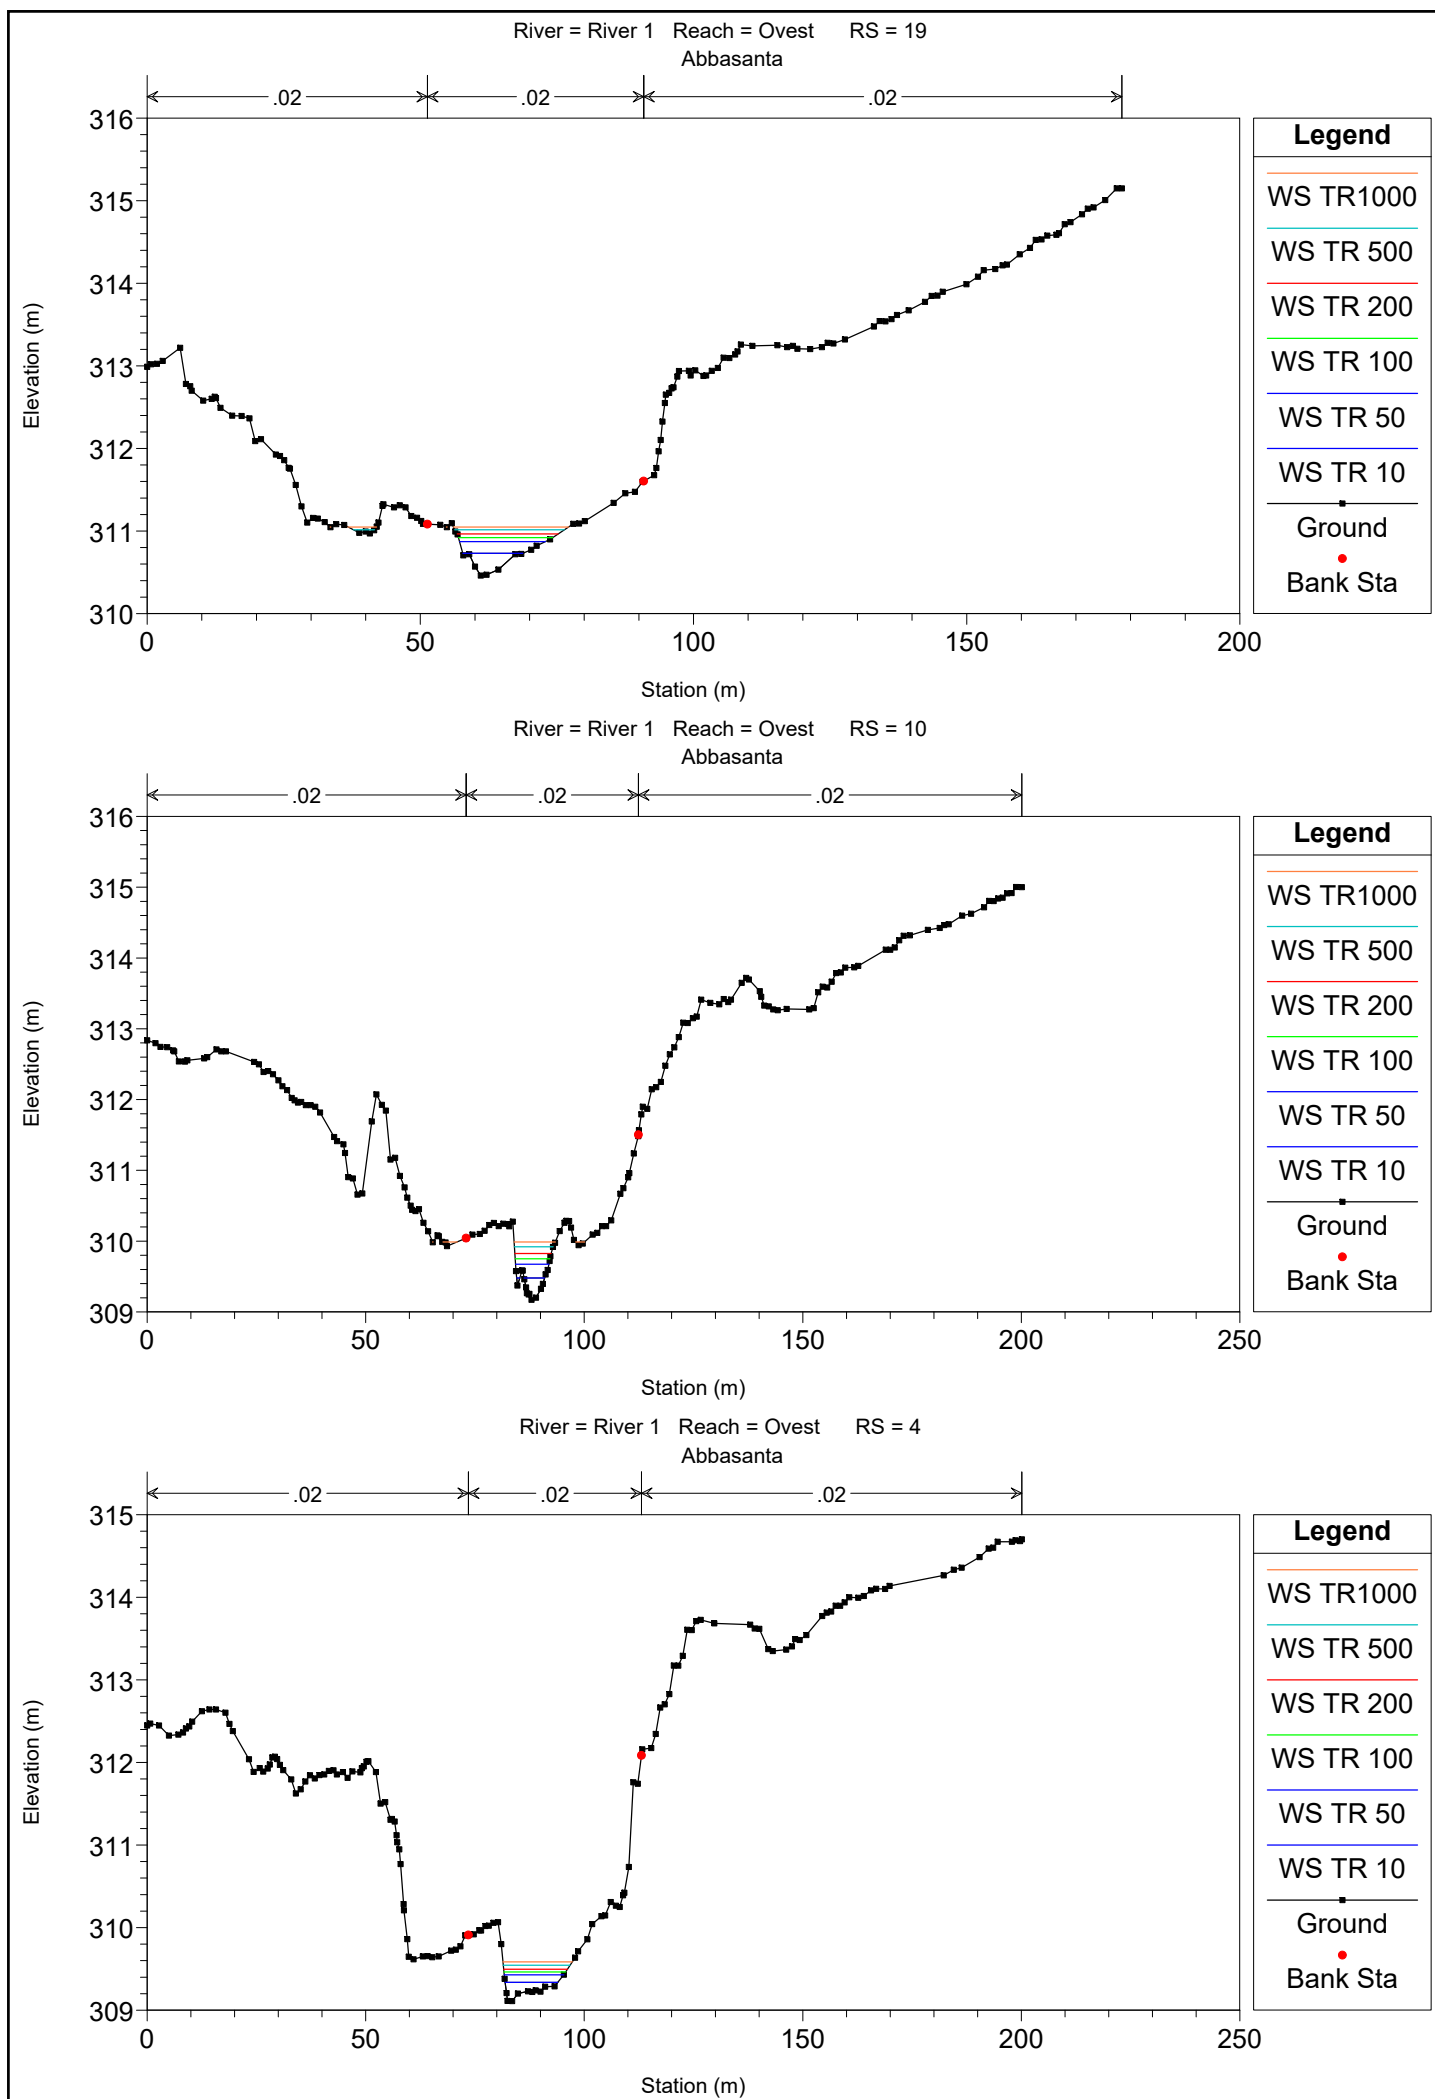 River = River 1 Reach = Ovest RS = 19
Abbasanta
.02 .02 .02
316
315
314
313
312
311
310
0 50 100 150 200
Elevation (m)
Station (m)
Legend
WS TR1000
WS TR 500
WS TR 200
WS TR 100
WS TR 50
WS TR 10
Ground
Bank Sta
River = River 1 Reach = Ovest RS = 10
Abbasanta
.02 .02 .02
316
315
314
313
312
311
310
309
0 50 100 150 200 250
Elevation (m)
Station (m)
Legend
WS TR1000
WS TR 500
WS TR 200
WS TR 100
WS TR 50
WS TR 10
Ground
Bank Sta
River = River 1 Reach = Ovest RS = 4
Abbasanta
.02 .02 .02
315
314
313
312
311
310
309
0 50 100 150 200 250
Elevation (m)
Station (m)
Legend
WS TR1000
WS TR 500
WS TR 200
WS TR 100
WS TR 50
WS TR 10
Ground
Bank Sta